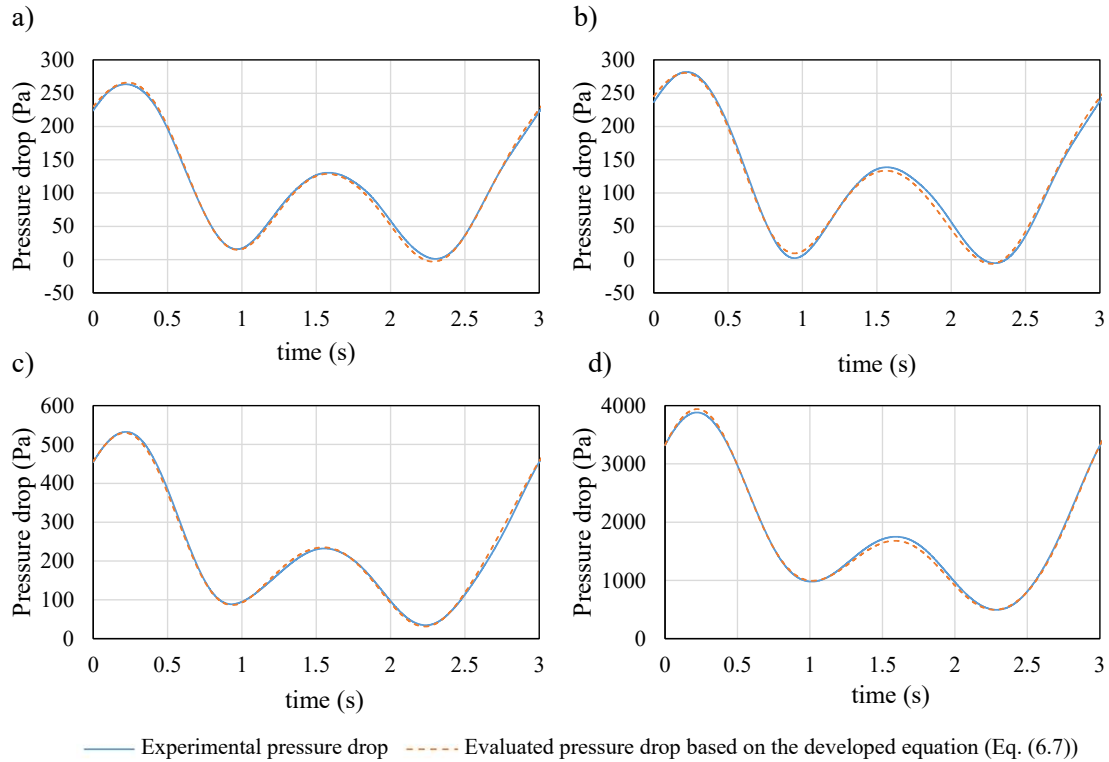 a)
300
250
200
150
100
50
0
-50
Pressure drop (Pa)
0 0.5 1 1.5 2 2.5 3
time (s)
b)
300
250
200
150
100
50
0
-50
Pressure drop (Pa)
0 0.5 1 1.5 2 2.5 3
time (s)
c)
600
500
400
300
200
100
0
Pressure drop (Pa)
0 0.5 1 1.5 2 2.5 3
time (s)
d)
4000
3000
2000
1000
0
Pressure drop (Pa)
0 0.5 1 1.5 2 2.5 3
time (s)
Experimental pressure drop
Evaluated pressure drop based on the developed equation (Eq. (6.7))